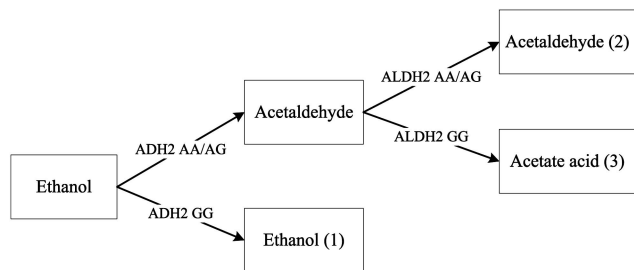 Acetaldehyde (2)
ALDH2 AA/AG
Acetaldehyde
ALDH2 GG
ADH2 AA/AG
Acetate acid (3)
Ethanol
ADH2 GG
Ethanol (1)